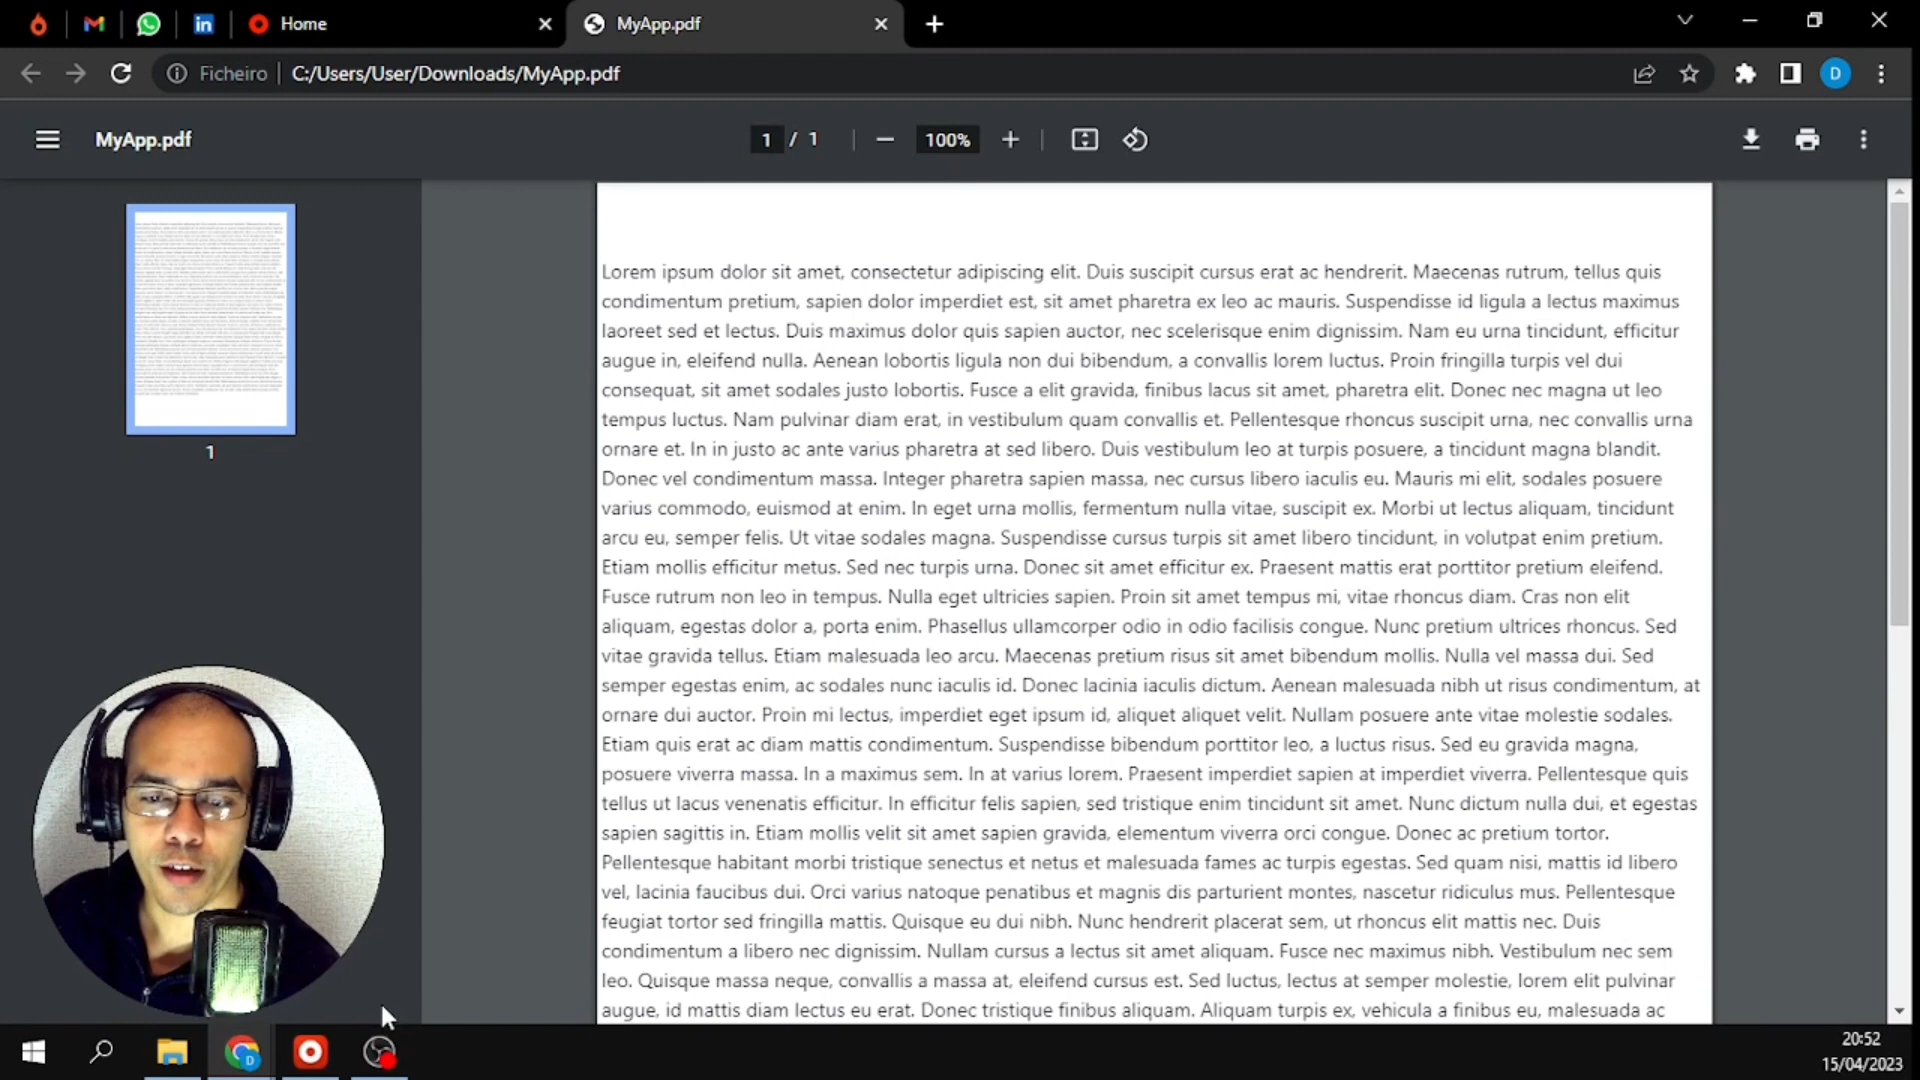 Home
MyApp.pdf
Ficheiro
C:/Users/User/Downloads/MyApp.pdf
D
MyApp.pdf
1 / 1
100%
1
Lorem ipsum dolor sit amet, consectetur adipiscing elit. Duis suscipit cursus erat ac hendrerit. Maecenas rutrum, tellus quis
condimentum pretium, sapien dolor imperdiet est, sit amet pharetra ex leo ac mauris. Suspendisse id ligula a lectus maximus
laoreet sed et lectus. Duis maximus dolor quis sapien auctor, nec scelerisque enim dignissim. Nam eu urna tincidunt, efficitur
augue in, eleifend nulla. Aenean lobortis ligula non dui bibendum, a convallis lorem luctus. Proin fringilla turpis vel dui
consequat, sit amet sodales justo lobortis. Fusce a elit gravida, finibus lacus sit amet, pharetra elit. Donec nec magna ut leo
tempus luctus. Nam pulvinar diam erat, in vestibulum quam convallis et. Pellentesque rhoncus suscipit urna, nec convallis urna
ornare et. In in justo ac ante varius pharetra at sed libero. Duis vestibulum leo at turpis posuere, a tincidunt magna blandit.
Donec vel condimentum massa. Integer pharetra sapien massa, nec cursus libero iaculis eu. Mauris mi elit, sodales posuere
varius commodo, euismod at enim. In eget urna mollis, fermentum nulla vitae, suscipit ex. Morbi ut lectus aliquam, tincidunt
arcu eu, semper felis. Ut vitae sodales magna. Suspendisse cursus turpis sit amet libero tincidunt, in volutpat enim pretium.
Etiam mollis efficitur metus. Sed nec turpis urna. Donec sit amet efficitur ex. Praesent mattis erat porttitor pretium eleifend.
Fusce rutrum non leo in tempus. Nulla eget ultricies sapien. Proin sit amet tempus mi, vitae rhoncus diam. Cras non elit
aliquam, egestas dolor a, porta enim. Phasellus ullamcorper odio in odio facilisis congue. Nunc pretium ultrices rhoncus. Sed
vitae gravida tellus. Etiam malesuada leo arcu. Maecenas pretium risus sit amet bibendum mollis. Nulla vel massa dui. Sed
semper egestas enim, ac sodales nunc iaculis id. Donec lacinia iaculis dictum. Aenean malesuada nibh ut risus condimentum, at
ornare dui auctor. Proin mi lectus, imperdiet eget ipsum id, aliquet aliquet velit. Nullam posuere ante vitae molestie sodales.
Etiam quis erat ac diam mattis condimentum. Suspendisse bibendum porttitor leo, a luctus risus. Sed eu gravida magna,
posuere viverra massa. In a maximus sem. In at varius lorem. Praesent imperdiet sapien at imperdiet viverra. Pellentesque quis
tellus ut lacus venenatis efficitur. In efficitur felis sapien, sed tristique enim tincidunt sit amet. Nunc dictum nulla dui, et egestas
sapien sagittis in. Etiam mollis velit sit amet sapien gravida, elementum viverra orci congue. Donec ac pretium tortor.
Pellentesque habitant morbi tristique senectus et netus et malesuada fames ac turpis egestas. Sed quam nisi, mattis id libero
vel, lacinia faucibus dui. Orci varius natoque penatibus et magnis dis parturient montes, nascetur ridiculus mus. Pellentesque
feugiat tortor sed fringilla mattis. Quisque eu dui nibh. Nunc hendrerit placerat sem, ut rhoncus elit mattis nec. Duis
condimentum a libero nec dignissim. Nullam cursus a lectus sit amet aliquam. Fusce nec maximus nibh. Vestibulum nec sem
leo. Quisque massa neque, convallis a massa at, eleifend cursus est. Sed luctus, lectus at semper molestie, lorem elit pulvinar
augue, id mattis diam lectus eu erat. Donec tristique finibus aliquam. Aliquam turpis ex, vehicula a finibus eu, malesuada ac
20:52
15/04/2023